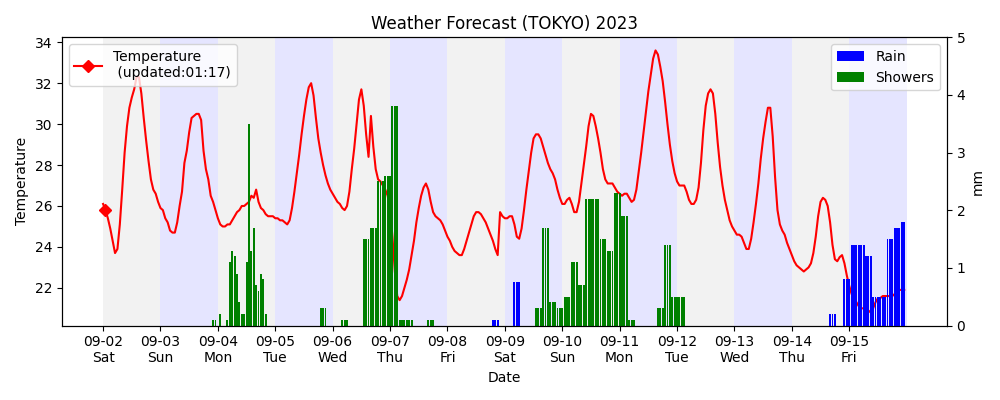 Weather Forecast (TOKYO) 2023
Temperature
(updated:01:17)
Rain
Showers
Temperature
34
32
30
28
26
24
22
5
4
3
2
1
0
mm
09-02 09-03 09-04 09-05 09-06 09-07 09-08 09-09 09-10 09-11 09-12 09-13 09-14 09-15
Sat Sun Mon Tue Wed Thu Fri Sat Sun Mon Tue Wed Thu Fri
Date